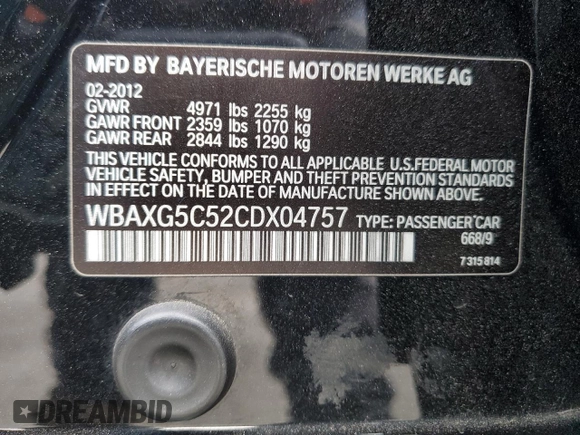 MFD BY BAYERISCHE MOTOREN WERKE AG
02-2012
GVWR 4971 lbs 2255 kg
GAWR FRONT 2359 lbs 1070 kg
GAWR REAR 2844 lbs 1290 kg
THIS VEHICLE CONFORMS TO ALL APPLICABLE U.S.FEDERAL MOTOR
VEHICLE SAFETY, BUMPER AND THEFT PREVENTION STANDARDS
IN EFFECT ON THE DATE OF MANUFACTURE SHOWN ABOVE.
WBAXG5C52CDX04757 TYPE: PASSENGER CAR
668/9
7 315 814
DREAMBID